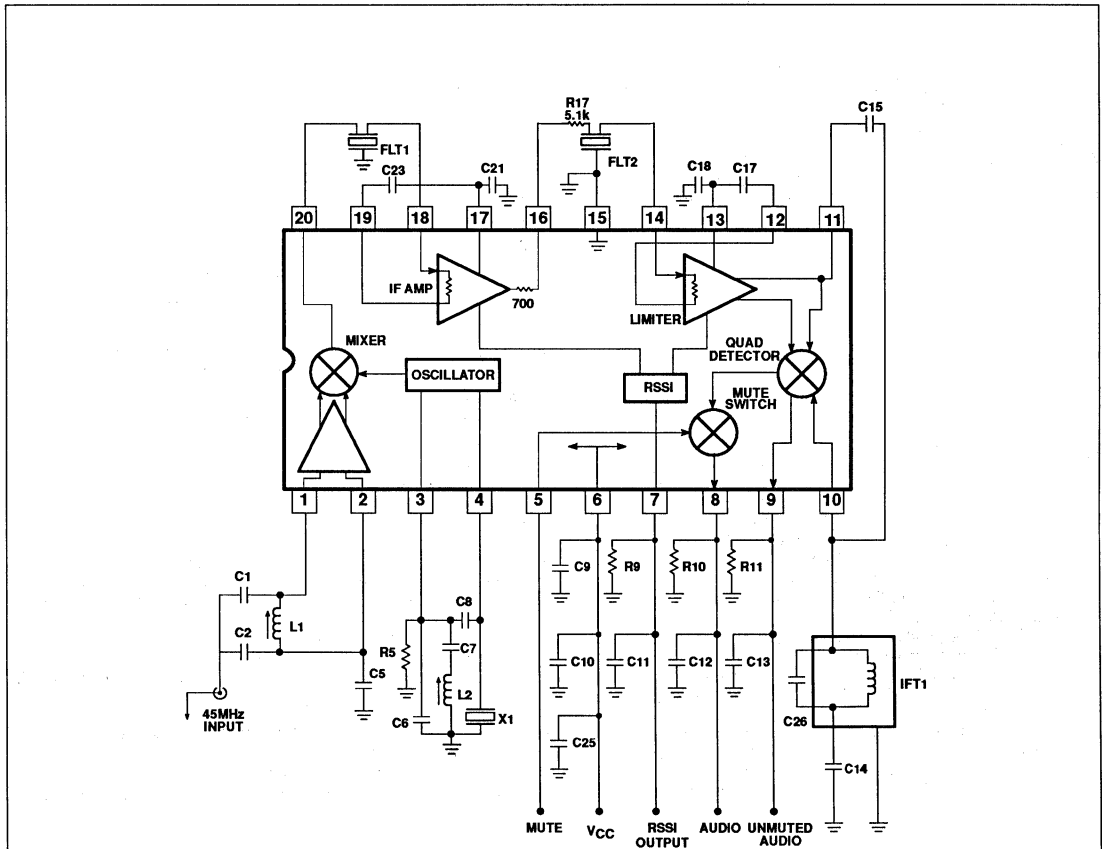 R17
5.1k
C15
FLT1
FLT2
C23
C21
C18
C17
20
19
18
17
16
15
14
13
12
11
IF AMP
700
LIMITER
MIXER
OSCILLATOR
QUAD
DETECTOR
RSSI
MUTE
SWITCH
1
2
3
4
5
6
7
8
9
10
C1
L1
C2
C5
45MHz
INPUT
C8
R5
C7
L2
C6
X1
C9
R9
R10
R11
C10
C11
C12
C13
C25
IFT1
C26
C14
MUTE
VCC
RSSI
OUTPUT
AUDIO
UNMUTED
AUDIO